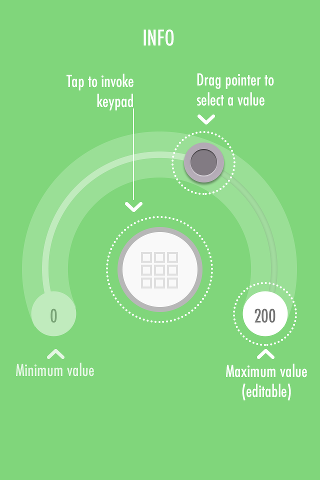 INFO
Tap to invoke
keypad
Drag pointer to
select a value
0
200
Minimum value
Maximum value
(editable)